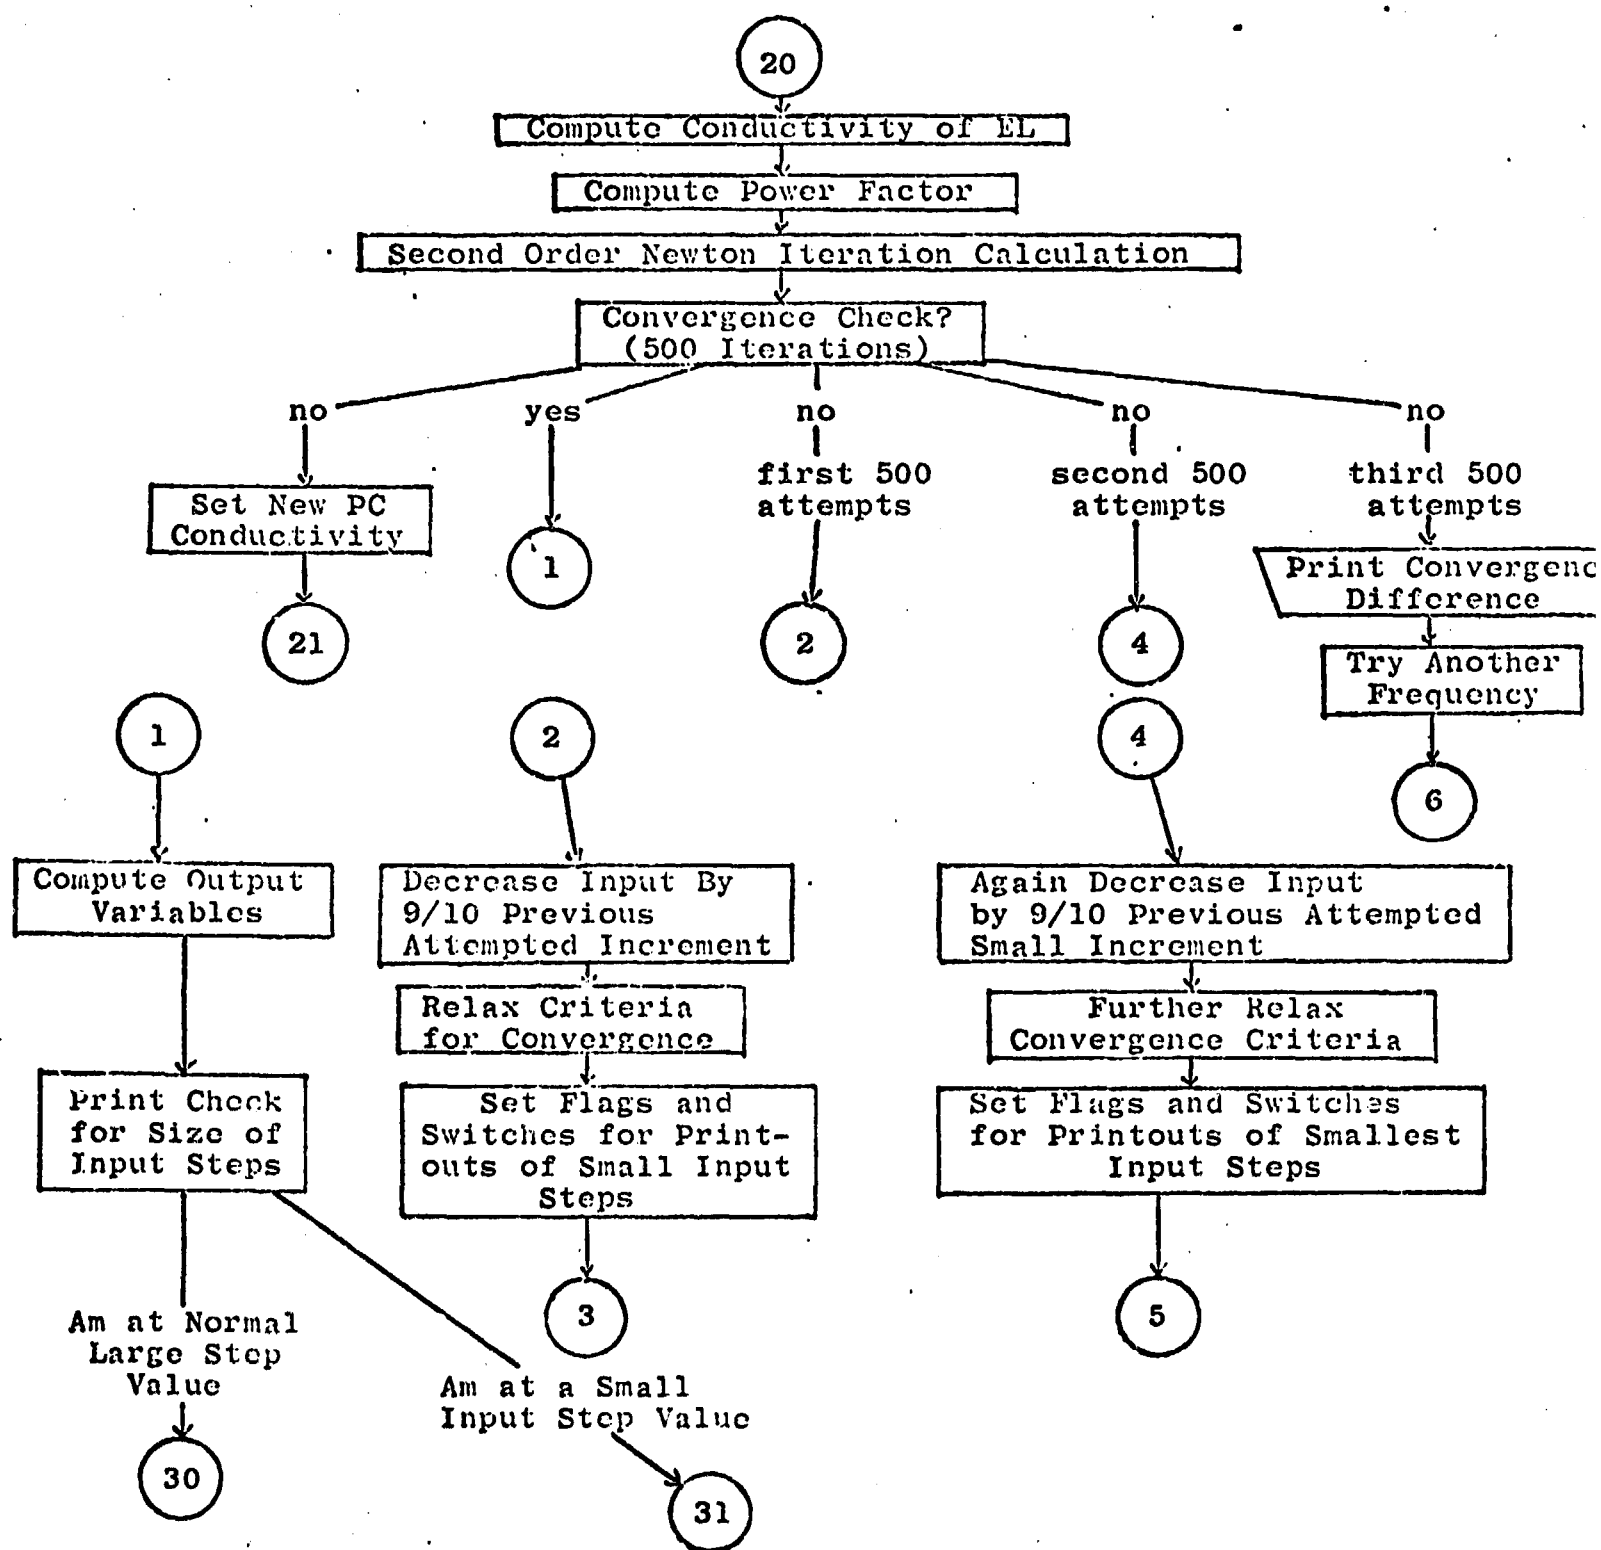 20
Compute Conductivity of EL
Compute Power Factor
Second Order Newton Iteration Calculation
Convergence Check?
(500 Iterations)
no
yes
no
no
no
first 500
attempts
second 500
attempts
third 500
attempts
Set New PC
Conductivity
Print Convergenc
Difference
1
21
2
4
Try Another
Frequency
6
1
Compute Output
Variables
Print Check
for Size of
Input Steps
Am at Normal
Large Step
Value
30
Am at a Small
Input Step Value
31
2
Decrease Input By
9/10 Previous
Attempted Increment
Relax Criteria
for Convergence
Set Flags and
Switches for Print-
outs of Small Input
Steps
3
4
Again Decrease Input
by 9/10 Previous Attempted
Small Increment
Further Relax
Convergence Criteria
Set Flags and Switches
for Printouts of Smallest
Input Steps
5